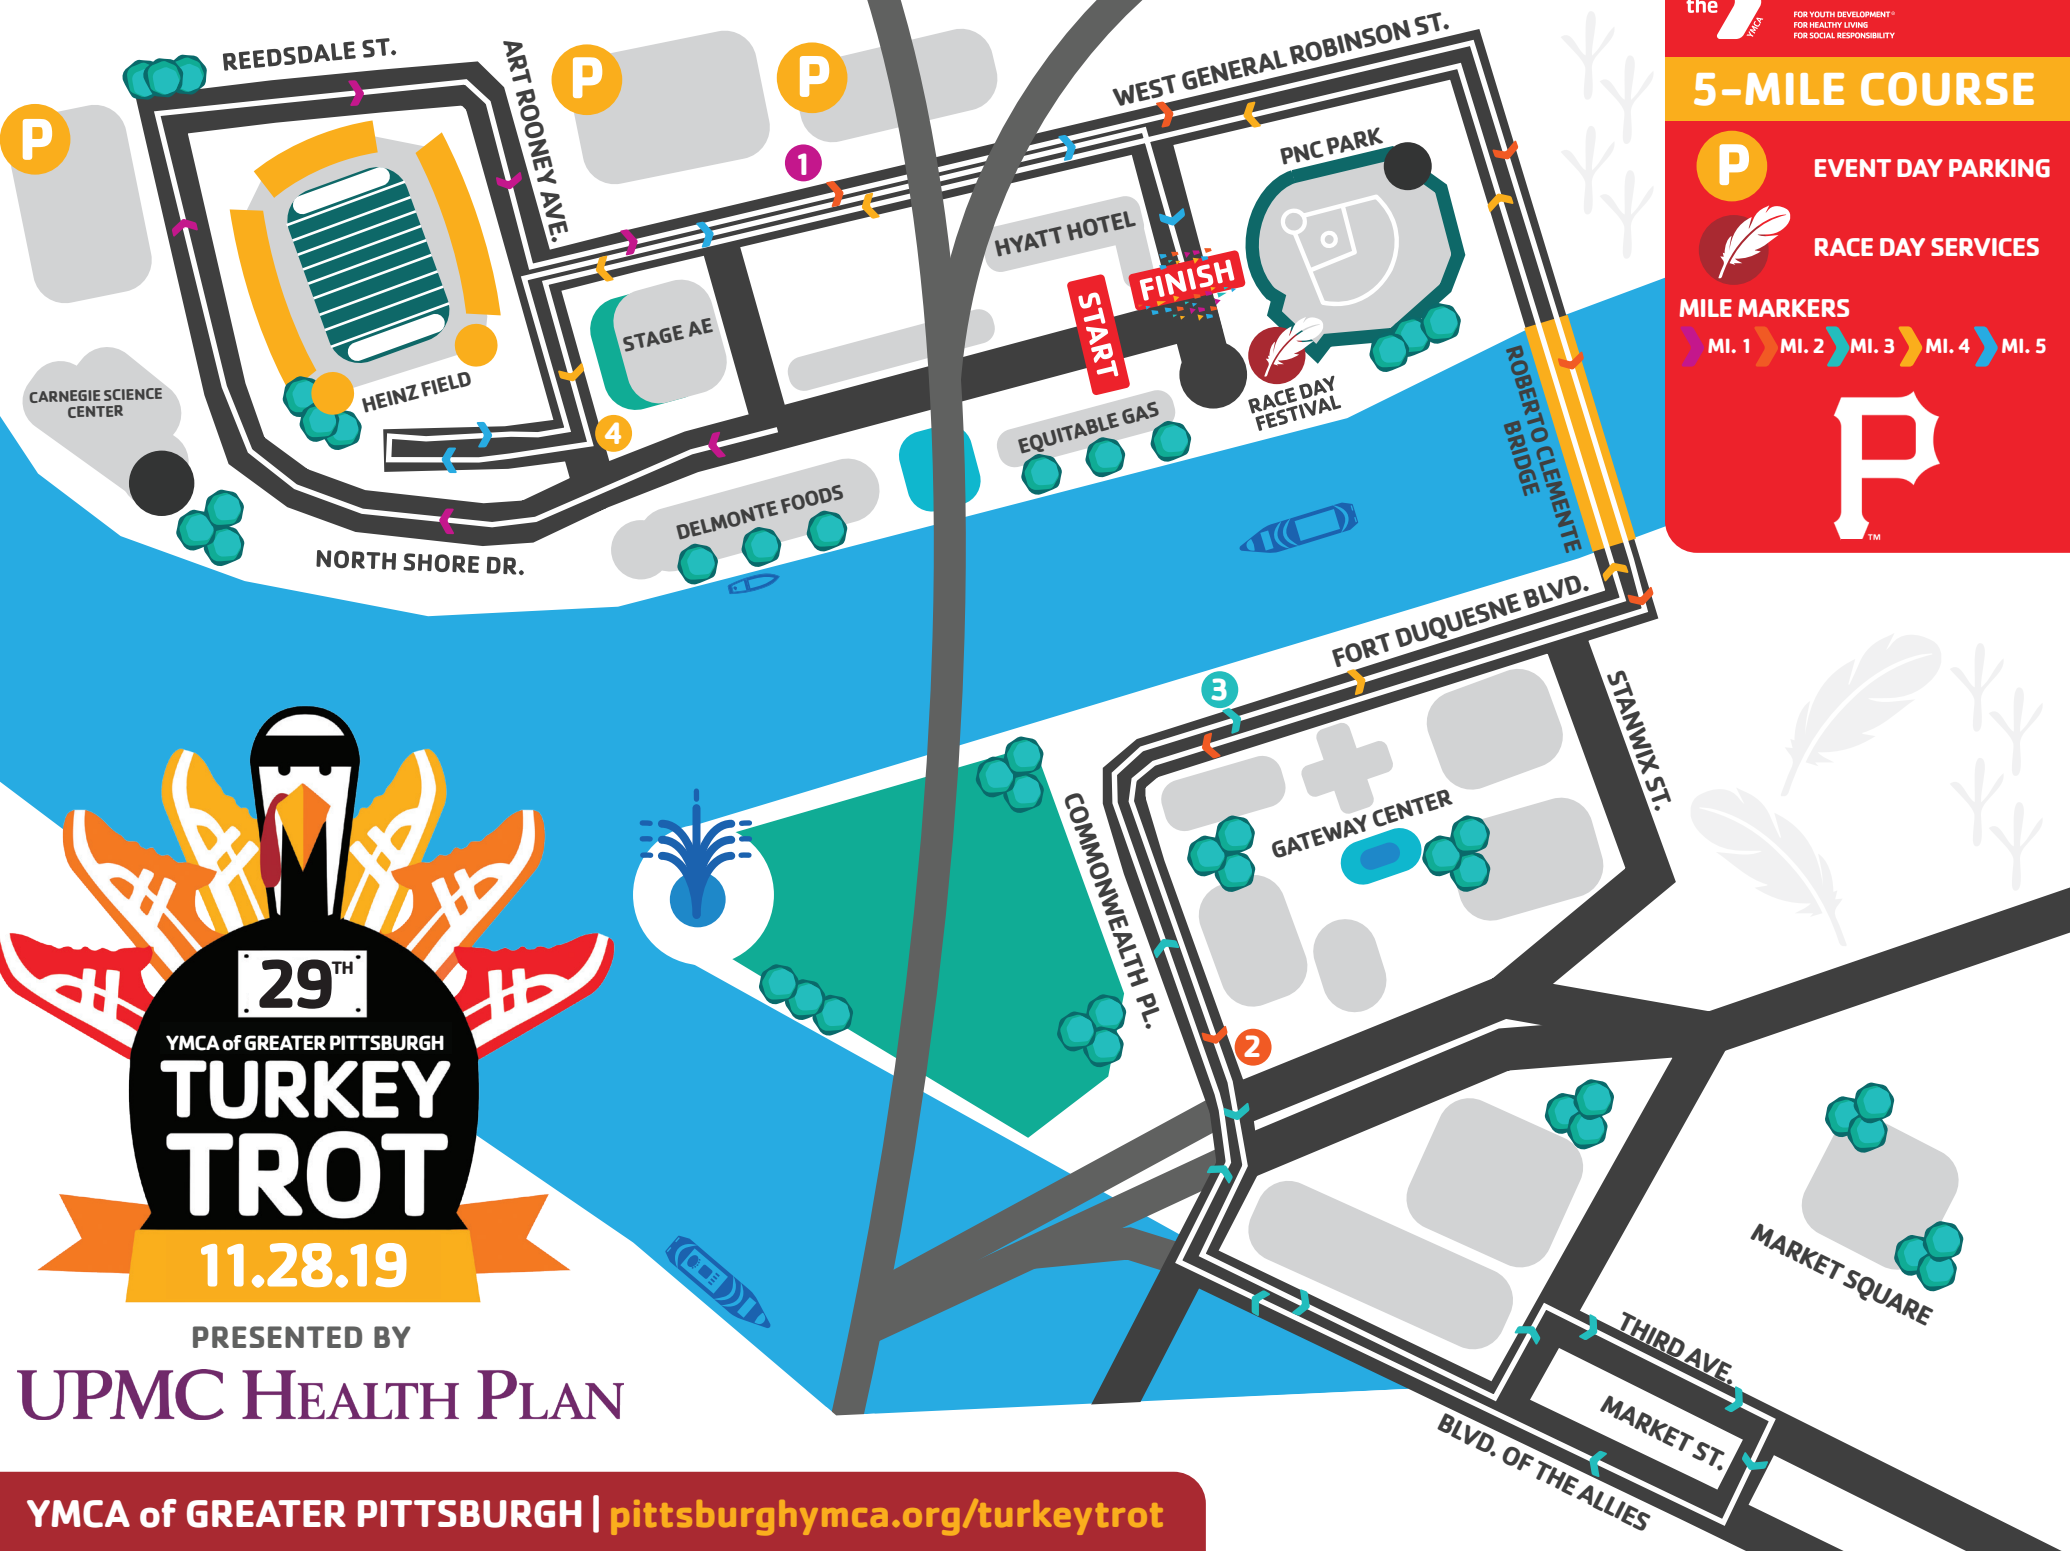 the
YMCA
FOR YOUTH DEVELOPMENT®
FOR HEALTHY LIVING
FOR SOCIAL RESPONSIBILITY
5-MILE COURSE
P
EVENT DAY PARKING
RACE DAY SERVICES
MILE MARKERS
MI. 1
MI. 2
MI. 3
MI. 4
MI. 5
P
TM
REEDSDALE ST.
ART ROONEY AVE.
P
P
P
1
WEST GENERAL ROBINSON ST.
PNC PARK
HYATT HOTEL
FINISH
START
STAGE AE
HEINZ FIELD
CARNEGIE SCIENCE
CENTER
4
EQUITABLE GAS
RACE DAY
FESTIVAL
ROBERTO CLEMENTE
BRIDGE
DELMONTE FOODS
NORTH SHORE DR.
FORT DUQUESNE BLVD.
3
STANWIX ST.
COMMONWEALTH PL.
GATEWAY CENTER
2
MARKET SQUARE
THIRD AVE.
MARKET ST.
BLVD. OF THE ALLIES
29TH
YMCA of GREATER PITTSBURGH
TURKEY
TROT
11.28.19
PRESENTED BY
UPMC HEALTH PLAN
YMCA of GREATER PITTSBURGH | pittsburghymca.org/turkeytrot